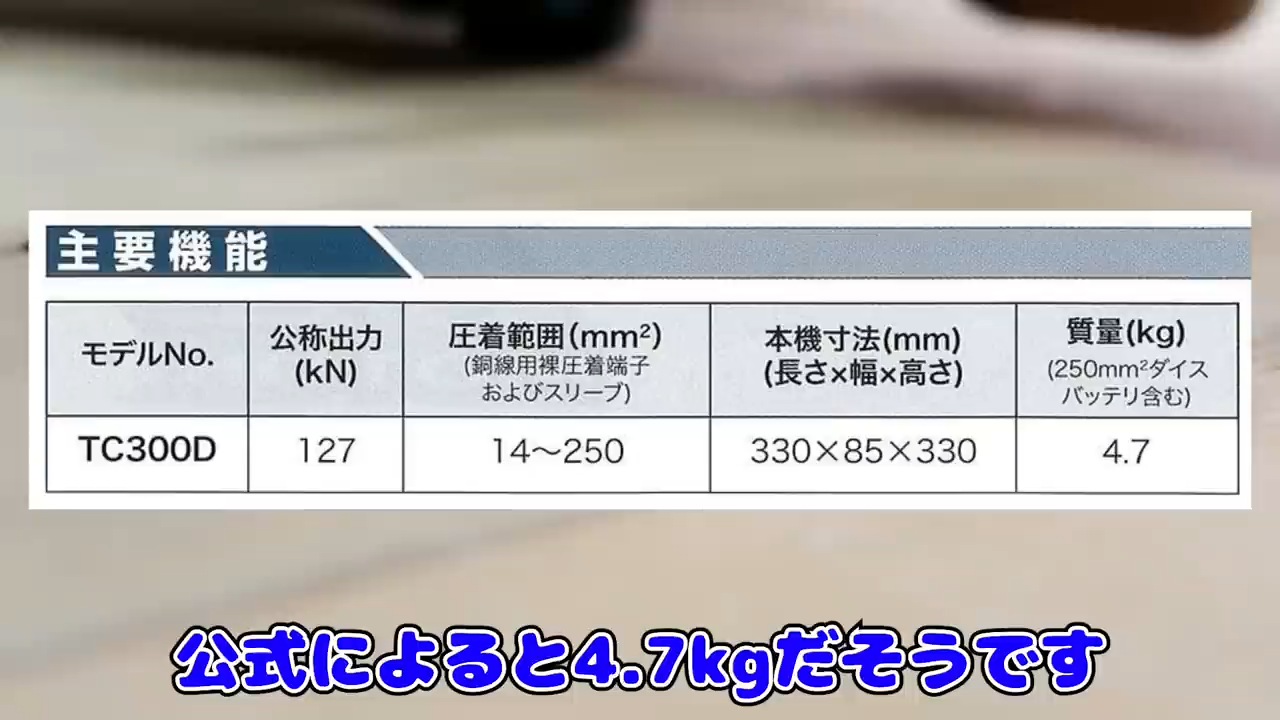 主要機能
モデルNo.
公称出力
(kN)
圧着範囲(mm²)
(銅線用裸圧着端子
およびスリーブ)
本機寸法(mm)
(長さ×幅×高さ)
質量(kg)
(250mm²ダイス
バッテリ含む)
TC300D
127
14～250
330×85×330
4.7
公式によると4.7kgだそうです